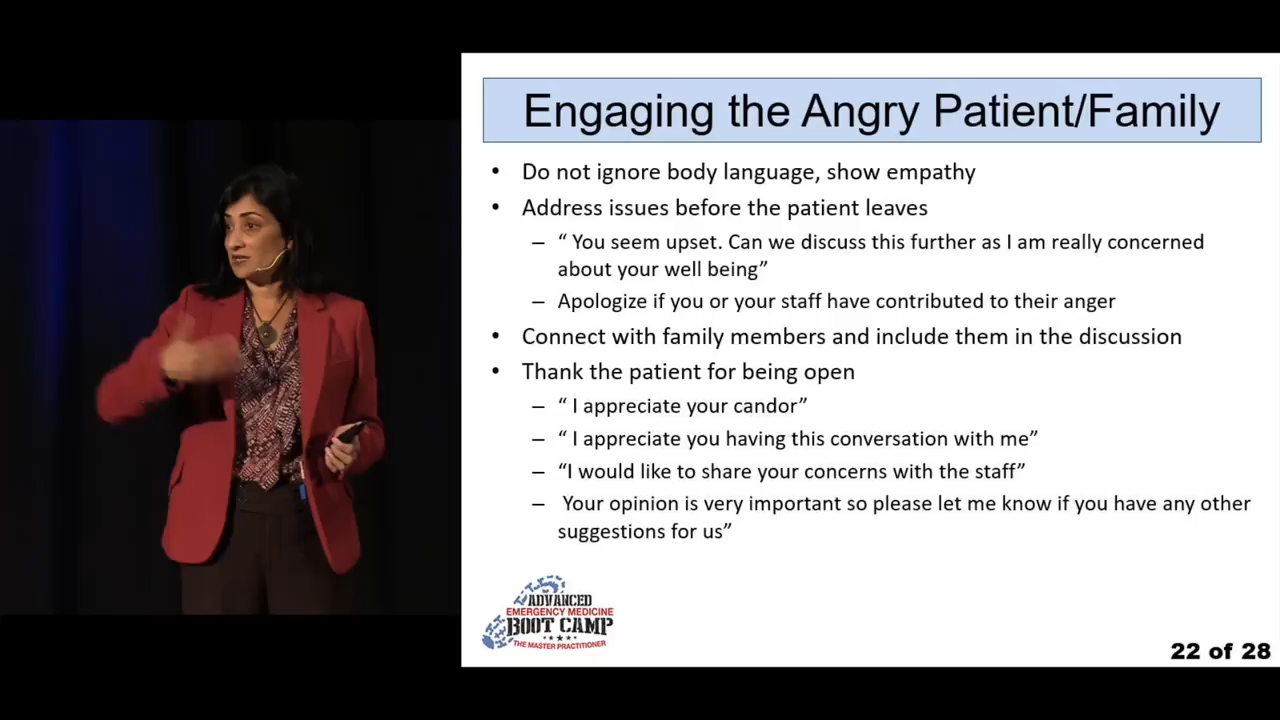 Engaging the Angry Patient/Family
• Do not ignore body language, show empathy
• Address issues before the patient leaves
– “ You seem upset. Can we discuss this further as I am really concerned
about your well being”
– Apologize if you or your staff have contributed to their anger
• Connect with family members and include them in the discussion
• Thank the patient for being open
– “ I appreciate your candor”
– “ I appreciate you having this conversation with me”
– “I would like to share your concerns with the staff”
– Your opinion is very important so please let me know if you have any other
suggestions for us”
ADVANCED
EMERGENCY MEDICINE
BOOT CAMP
THE MASTER PRACTITIONER
22 of 28